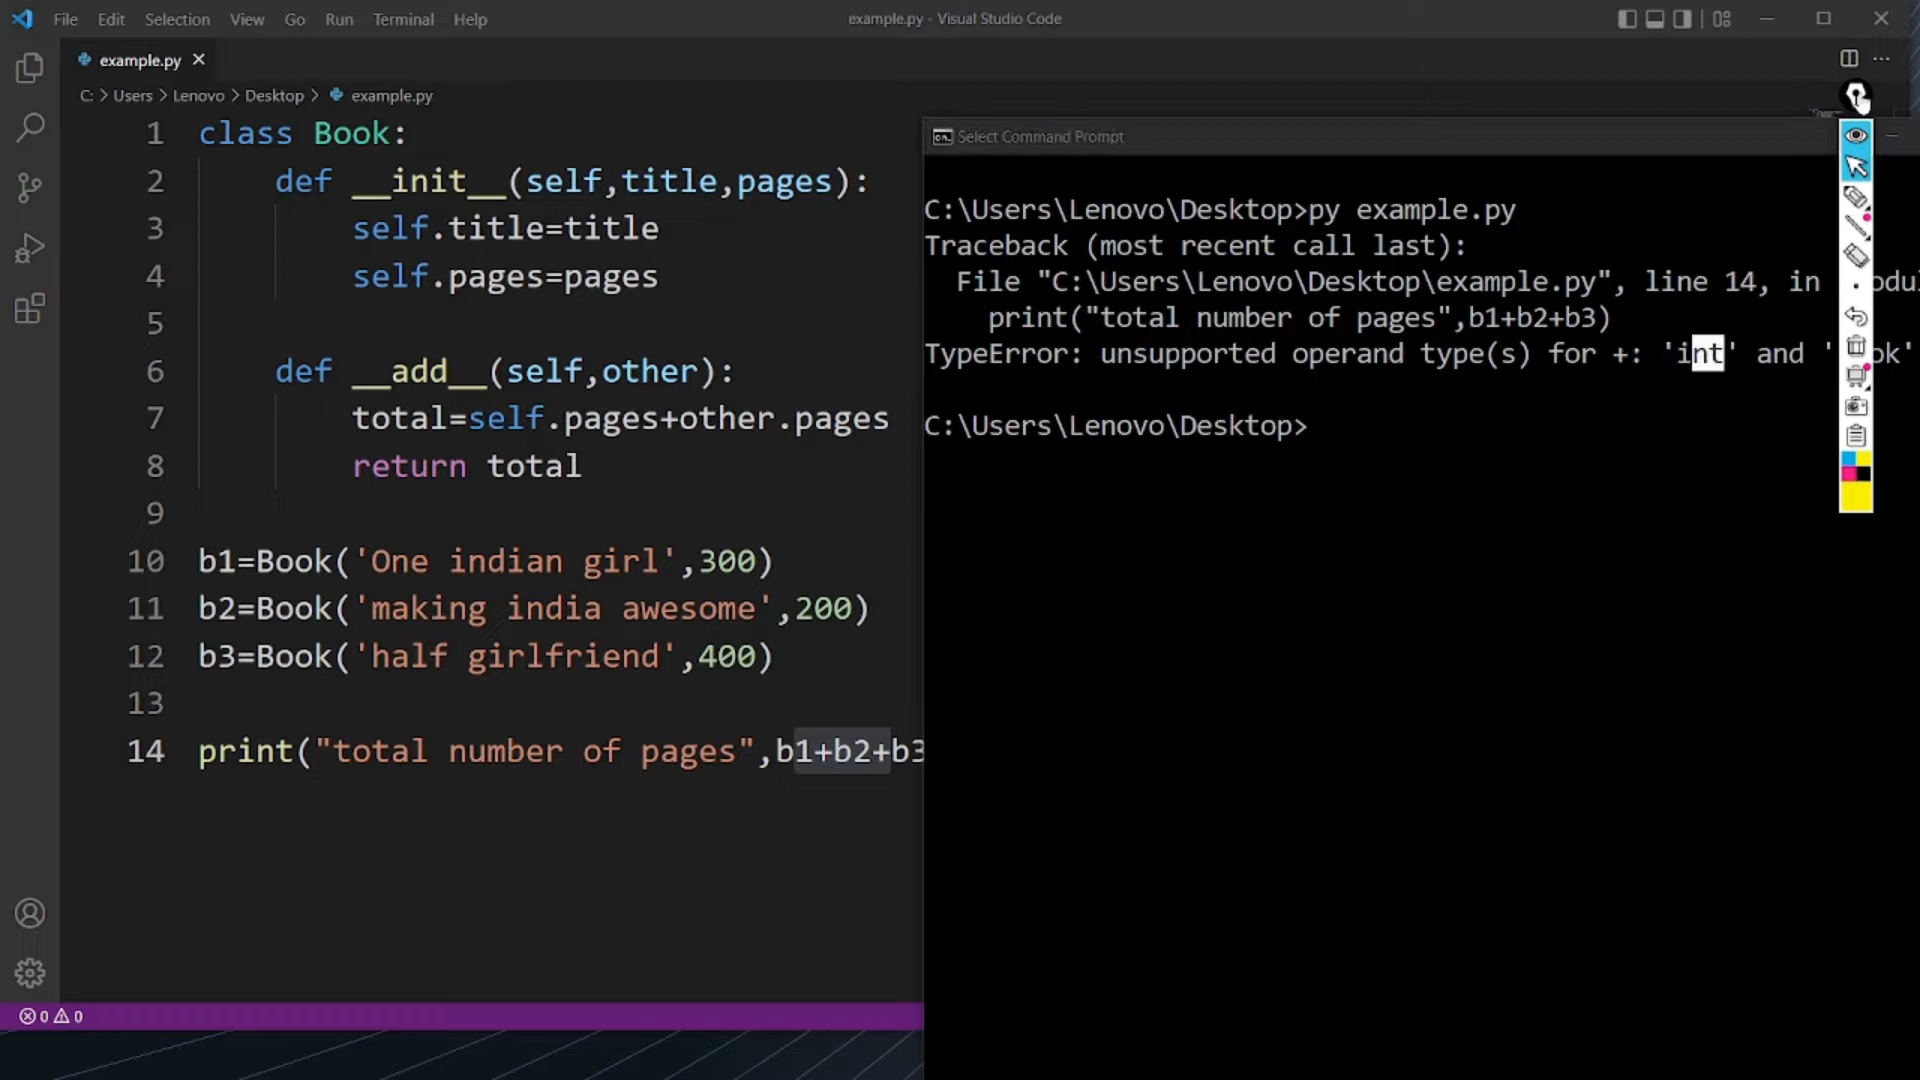 File Edit Selection View Go Run Terminal Help
example.py - Visual Studio Code
example.py
C: > Users > Lenovo > Desktop > example.py
1 class Book:
2 def __init__(self,title,pages):
3 self.title=title
4 self.pages=pages
5
6 def __add__(self,other):
7 total=self.pages+other.pages
8 return total
9
10 b1=Book('One indian girl',300)
11 b2=Book('making india awesome',200)
12 b3=Book('half girlfriend',400)
13
14 print("total number of pages",b1+b2+b3
0 0
Select Command Prompt
C:\Users\Lenovo\Desktop>py example.py
Traceback (most recent call last):
File "C:\Users\Lenovo\Desktop\example.py", line 14, in
print("total number of pages",b1+b2+b3)
TypeError: unsupported operand type(s) for +: 'int' and '
C:\Users\Lenovo\Desktop>